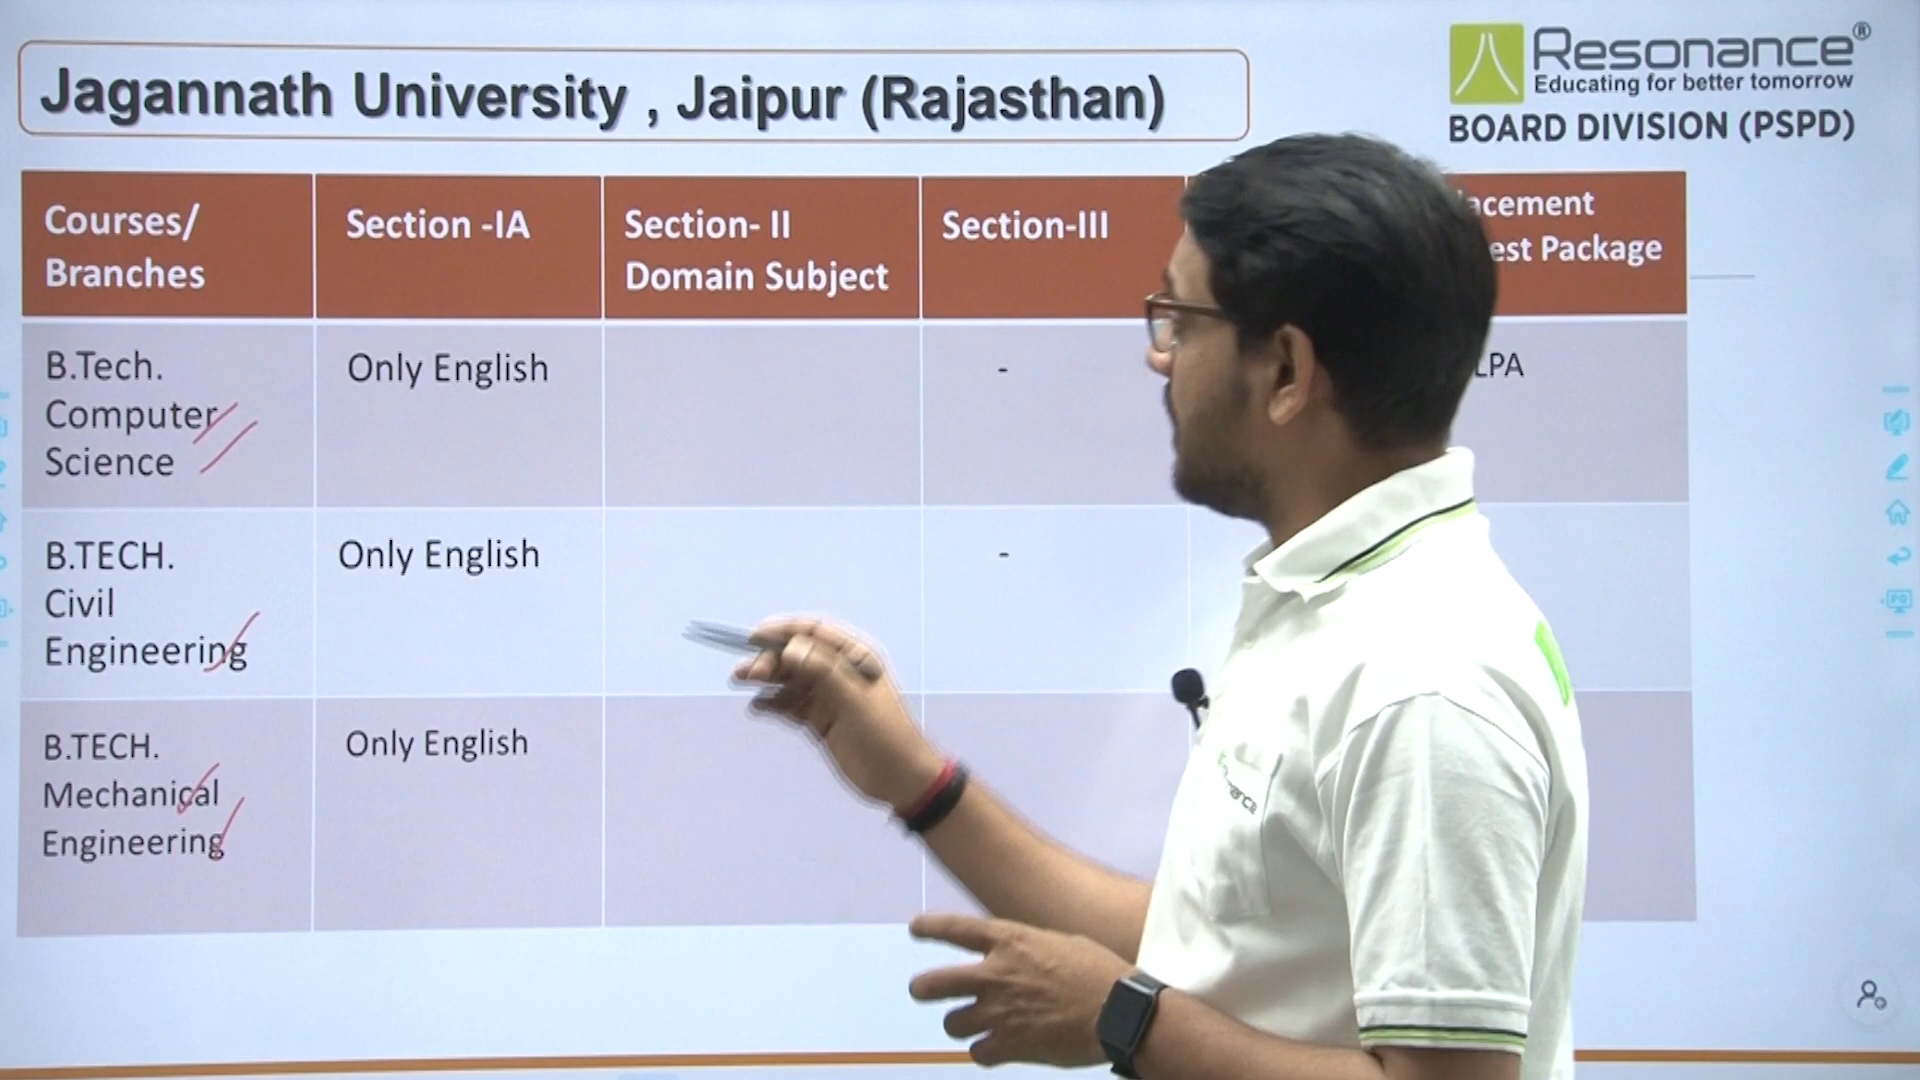 Jagannath University , Jaipur (Rajasthan)
Resonance®
Educating for better tomorrow
BOARD DIVISION (PSPD)
Courses/
Branches
Section -IA
Section- II
Domain Subject
Section-III
Package
B.Tech.
Computer
Science
Only English
-
LPA
B.TECH.
Civil
Engineering
Only English
-
B.TECH.
Mechanical
Engineering
Only English